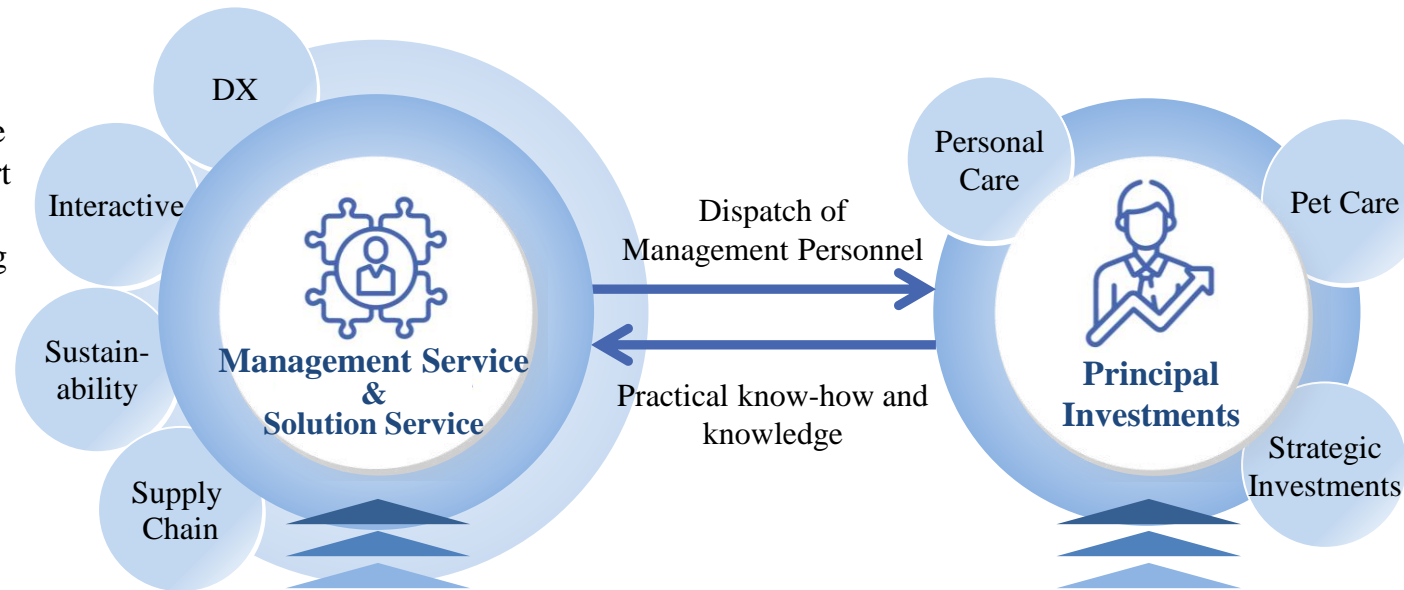 DX
Interactive
Sustain-
ability
Supply
Chain
Management Service
&
Solution Service
Dispatch of
Management Personnel
Practical know-how and
knowledge
Personal
Care
Pet Care
Principal
Investments
Strategic
Investments